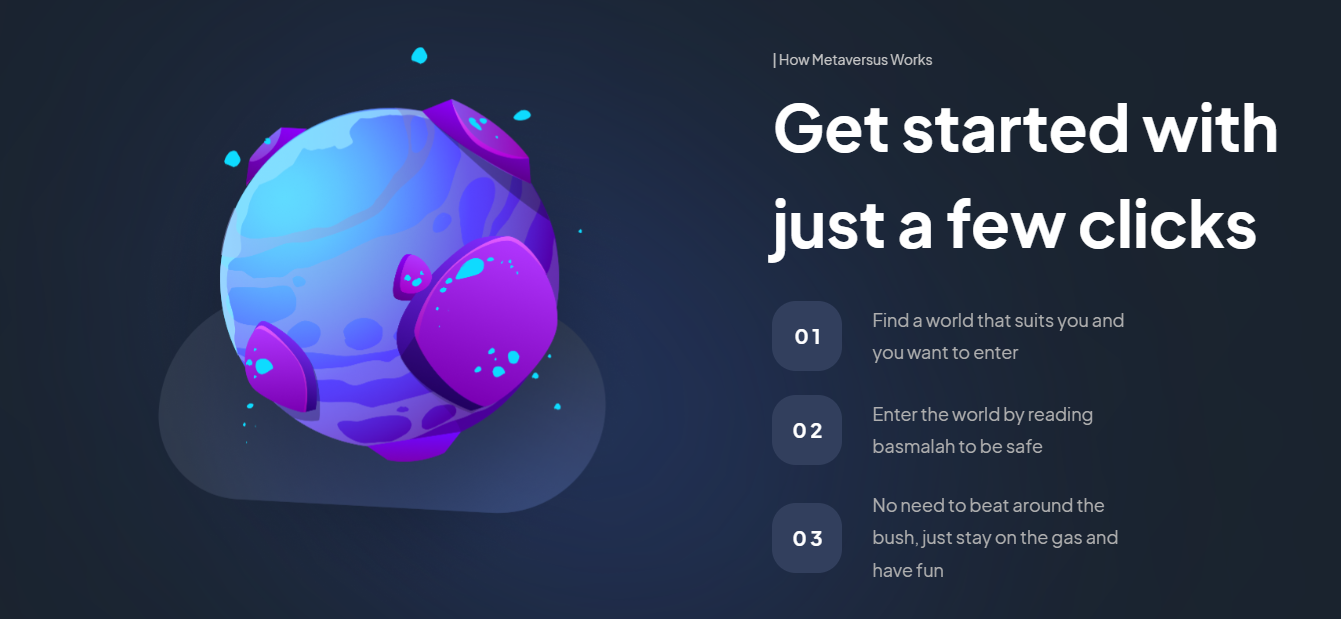 | How Metaversus Works
Get started with
just a few clicks
01
Find a world that suits you and
you want to enter
02
Enter the world by reading
basmalah to be safe
03
No need to beat around the
bush, just stay on the gas and
have fun